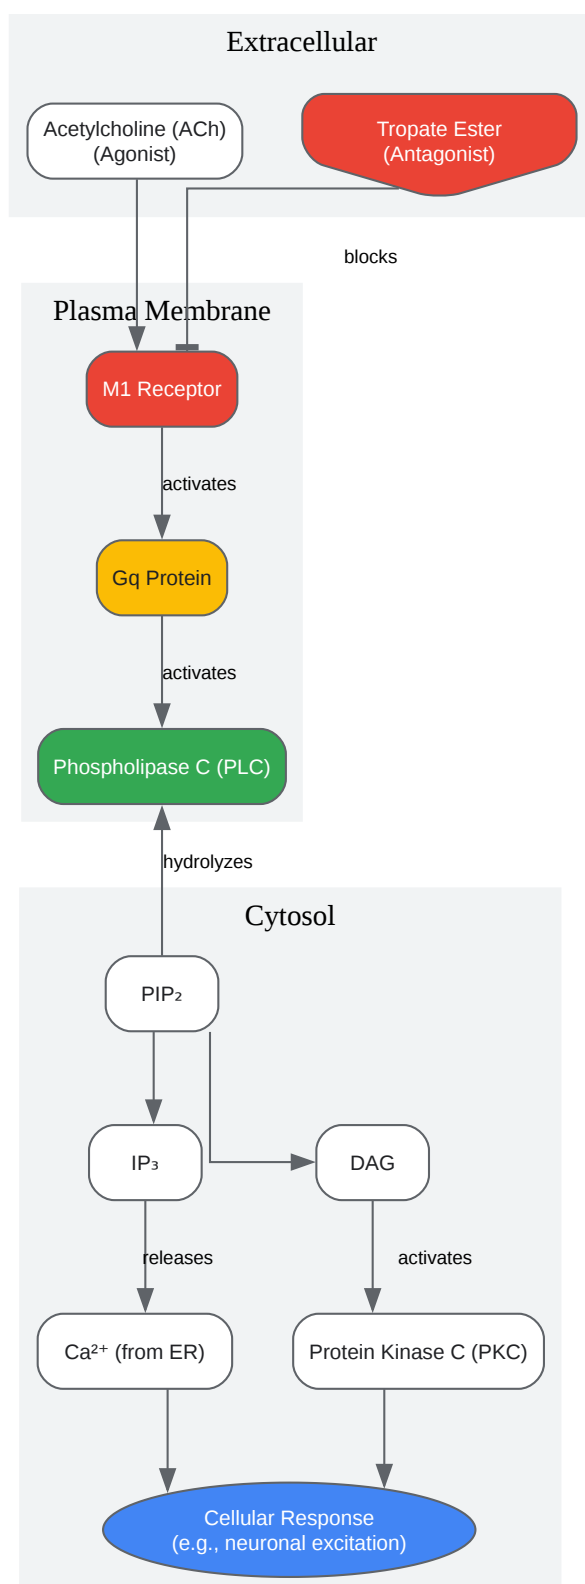 Extracellular
Acetylcholine (ACh)
(Agonist)
Tropate Ester
(Antagonist)
blocks
Plasma Membrane
M1 Receptor
activates
Gq Protein
activates
Phospholipase C (PLC)
hydrolyzes
Cytosol
PIP₂
IP₃
DAG
releases
activates
Ca²⁺ (from ER)
Protein Kinase C (PKC)
Cellular Response
(e.g., neuronal excitation)